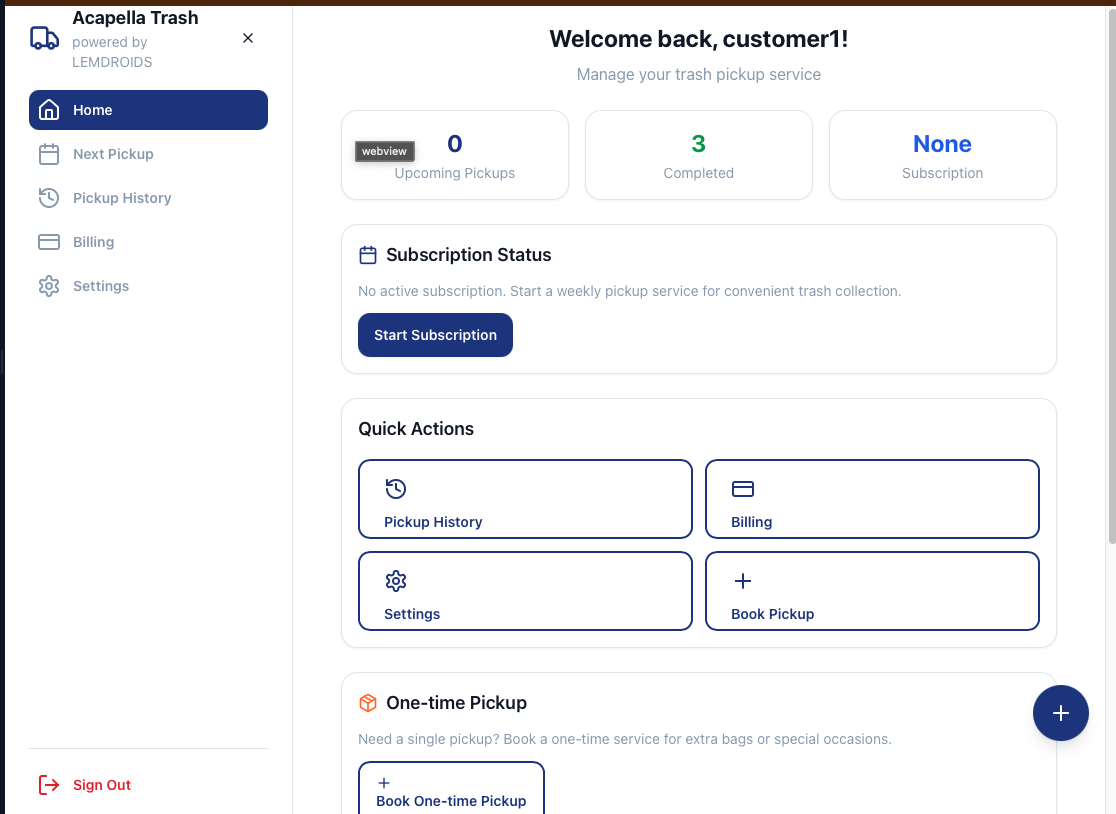 Acapella Trash
powered by
LEMDROIDS
Home
Next Pickup
Pickup History
Billing
Settings
Sign Out
Welcome back, customer1!
Manage your trash pickup service
webview
0
Upcoming Pickups
3
Completed
None
Subscription
Subscription Status
No active subscription. Start a weekly pickup service for convenient trash collection.
Start Subscription
Quick Actions
Pickup History
Billing
Settings
Book Pickup
One-time Pickup
Need a single pickup? Book a one-time service for extra bags or special occasions.
Book One-time Pickup